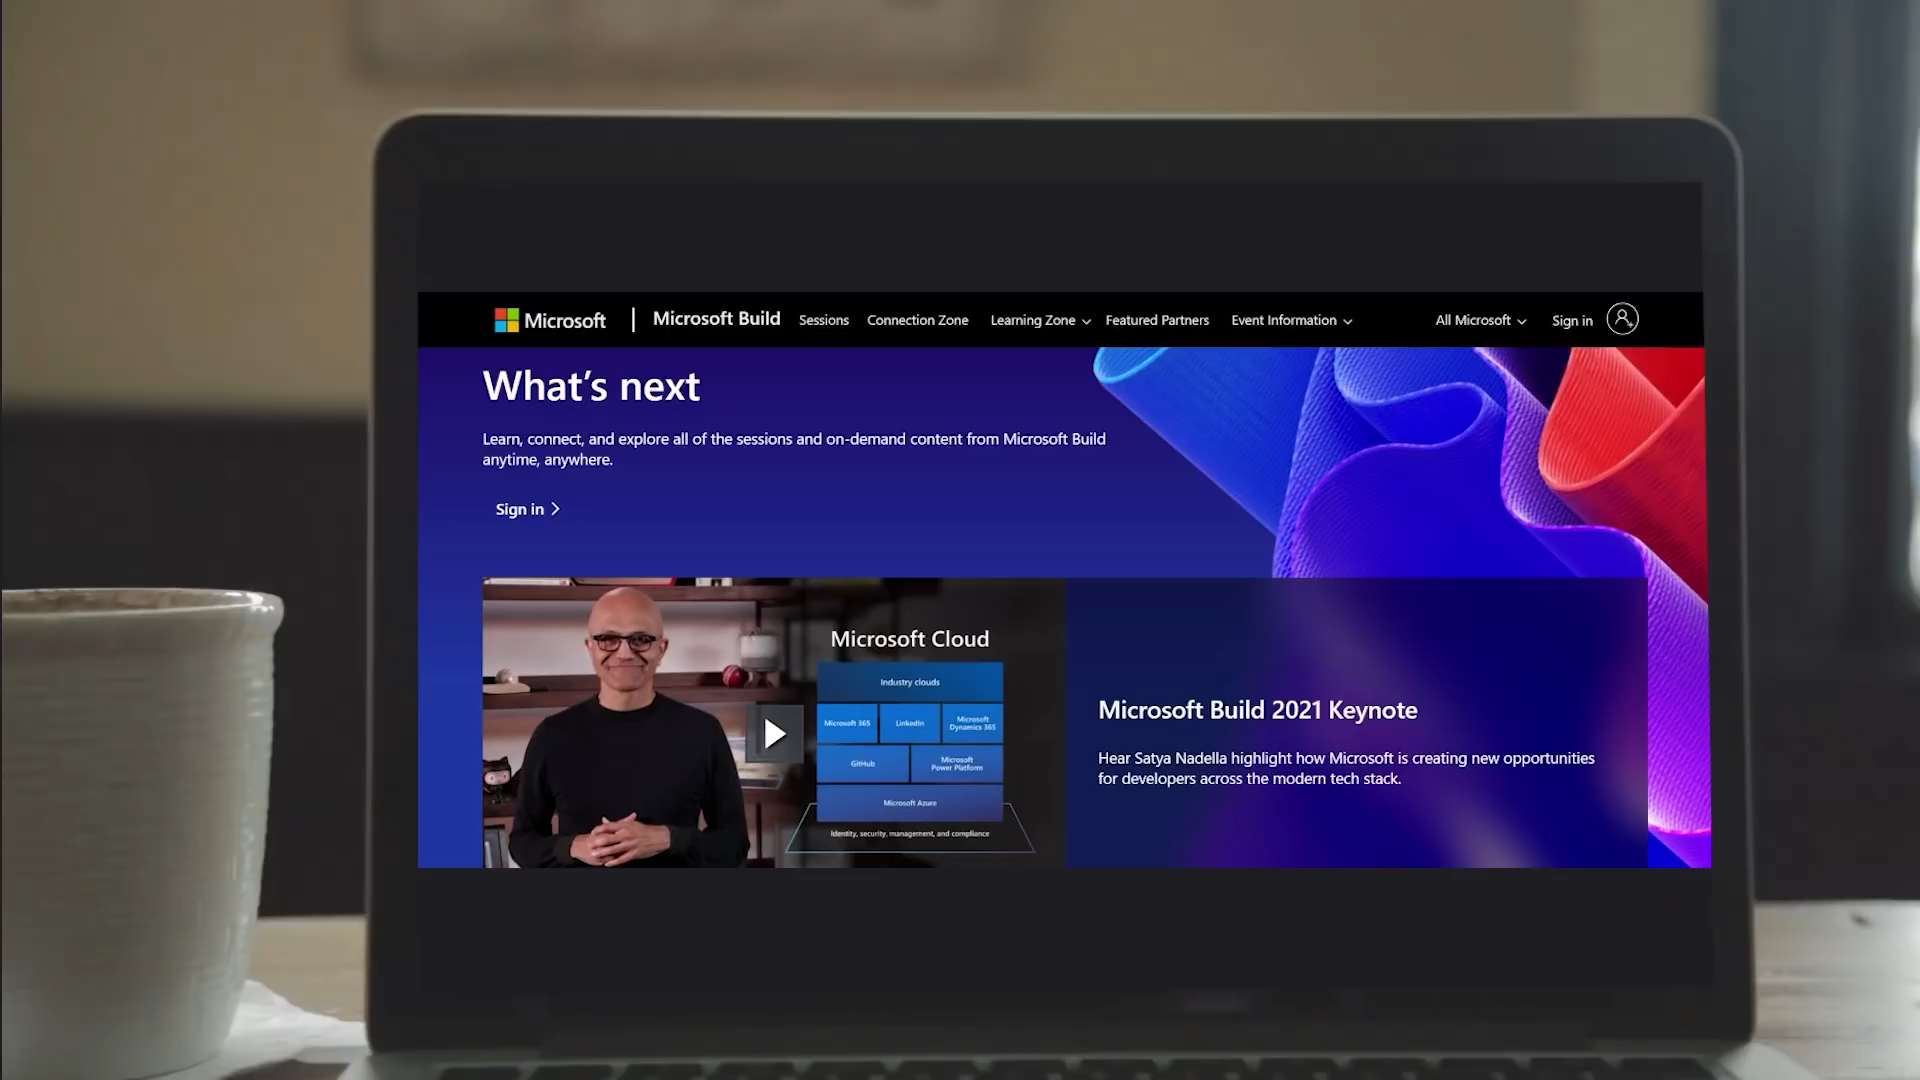 Microsoft
Microsoft Build
Sessions
Connection Zone
Learning Zone
Featured Partners
Event Information
All Microsoft
Sign in
What's next
Learn, connect, and explore all of the sessions and on-demand content from Microsoft Build
anytime, anywhere.
Sign in
Microsoft Cloud
Industry clouds
Microsoft 365
LinkedIn
Microsoft
Dynamics 365
GitHub
Microsoft
Power Platform
Microsoft Azure
Identity, security, management, and compliance
Microsoft Build 2021 Keynote
Hear Satya Nadella highlight how Microsoft is creating new opportunities
for developers across the modern tech stack.